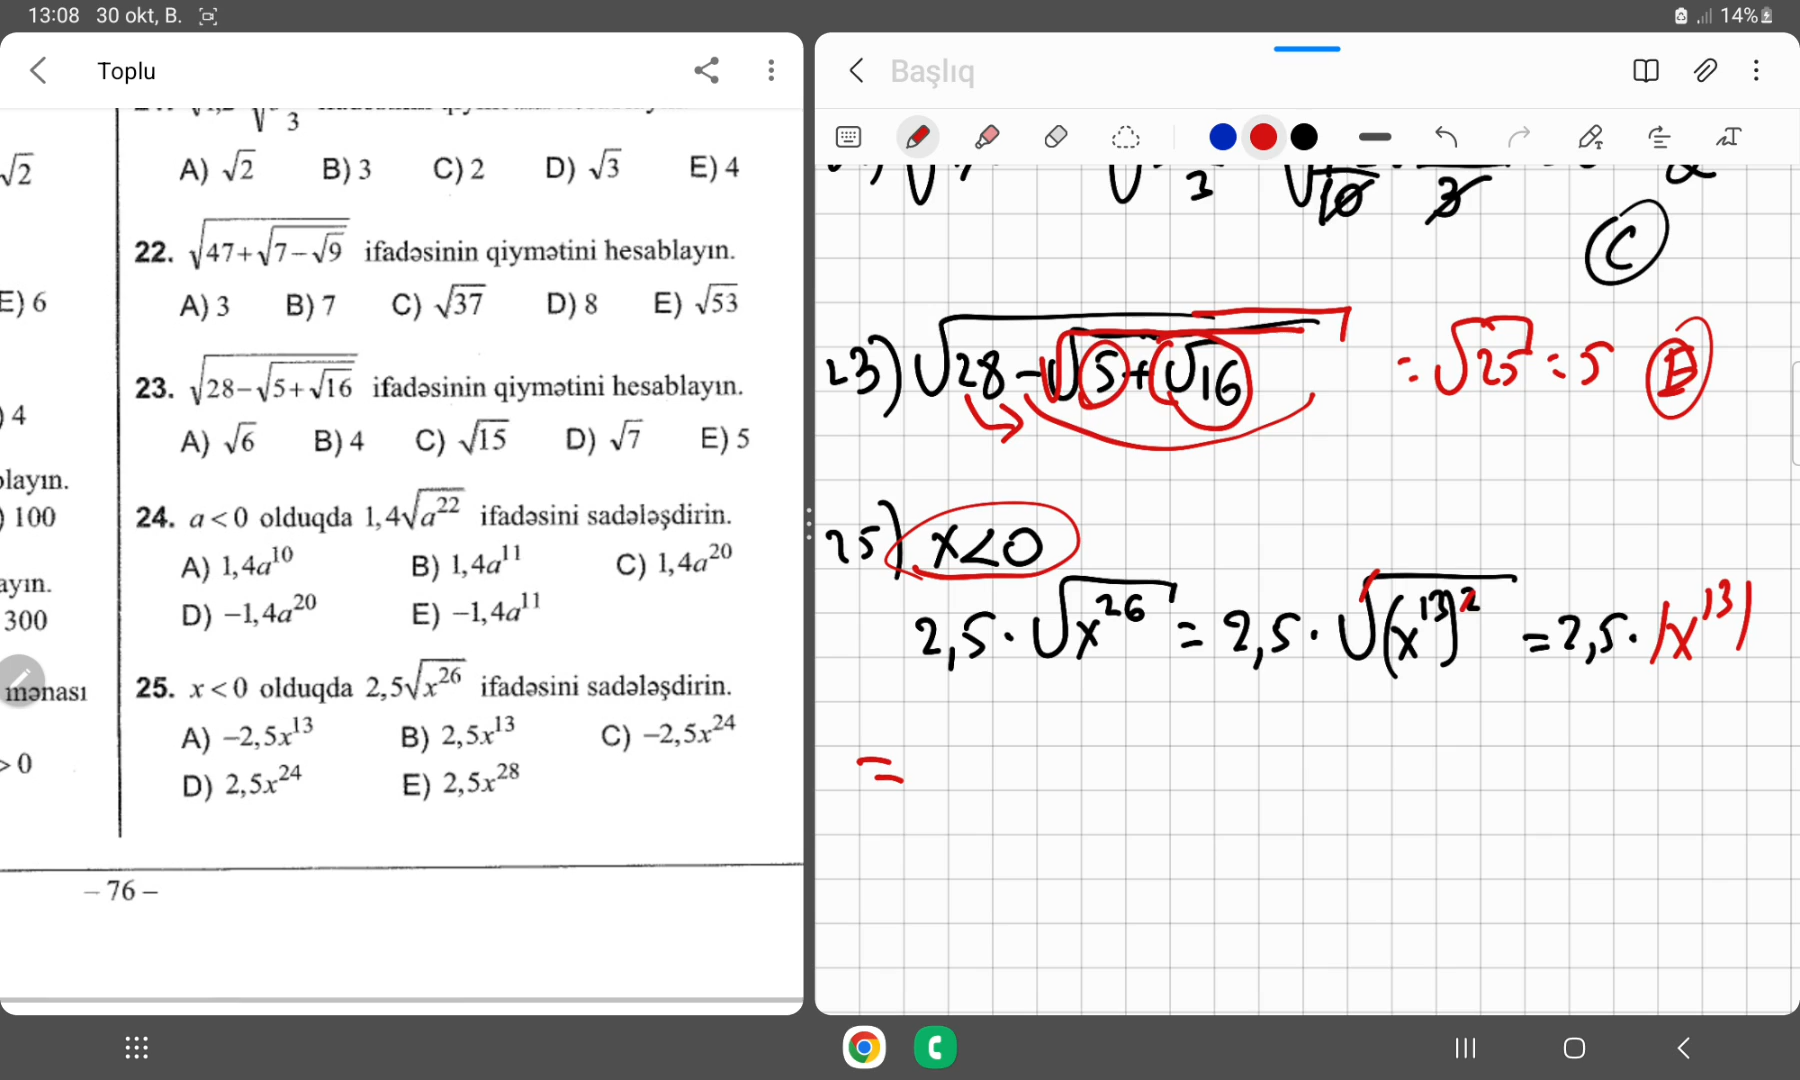 13:08 30 okt, B.
14%
Toplu
3
A) √2 B) 3 C) 2 D) √3 E) 4
22. √(47+√(7−√9)) ifadəsinin qiymətini hesablayın.
A) 3 B) 7 C) √37 D) 8 E) √53
23. √(28−√(5+√16)) ifadəsinin qiymətini hesablayın.
A) √6 B) 4 C) √15 D) √7 E) 5
24. a<0 olduqda 1,4√a²² ifadəsini sadələşdirin.
A) 1,4a¹⁰ B) 1,4a¹¹ C) 1,4a²⁰
D) −1,4a²⁰ E) −1,4a¹¹
25. x<0 olduqda 2,5√x²⁶ ifadəsini sadələşdirin.
A) −2,5x¹³ B) 2,5x¹³ C) −2,5x²⁴
D) 2,5x²⁴ E) 2,5x²⁸
– 76 –
√2
E) 6
) 4
layın.
) 100
ayın.
300
mənası
>0
Başlıq
3 10 3
C
23) √(28−√(5+√16)) = √25 = 5 E
25) x<0
2,5·√x²⁶ = 2,5·√(x¹³)² = 2,5·|x¹³|
=